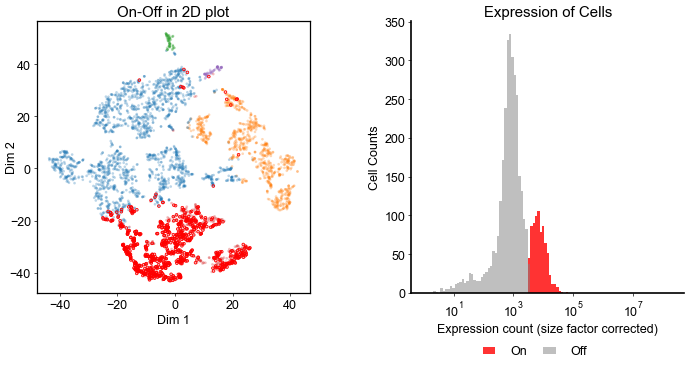 On-Off in 2D plot
Dim 2
40
20
0
−20
−40
−40 −20 0 20 40
Dim 1
Expression of Cells
Cell Counts
350
300
250
200
150
100
50
0
10^1 10^3 10^5 10^7
Expression count (size factor corrected)
On Off